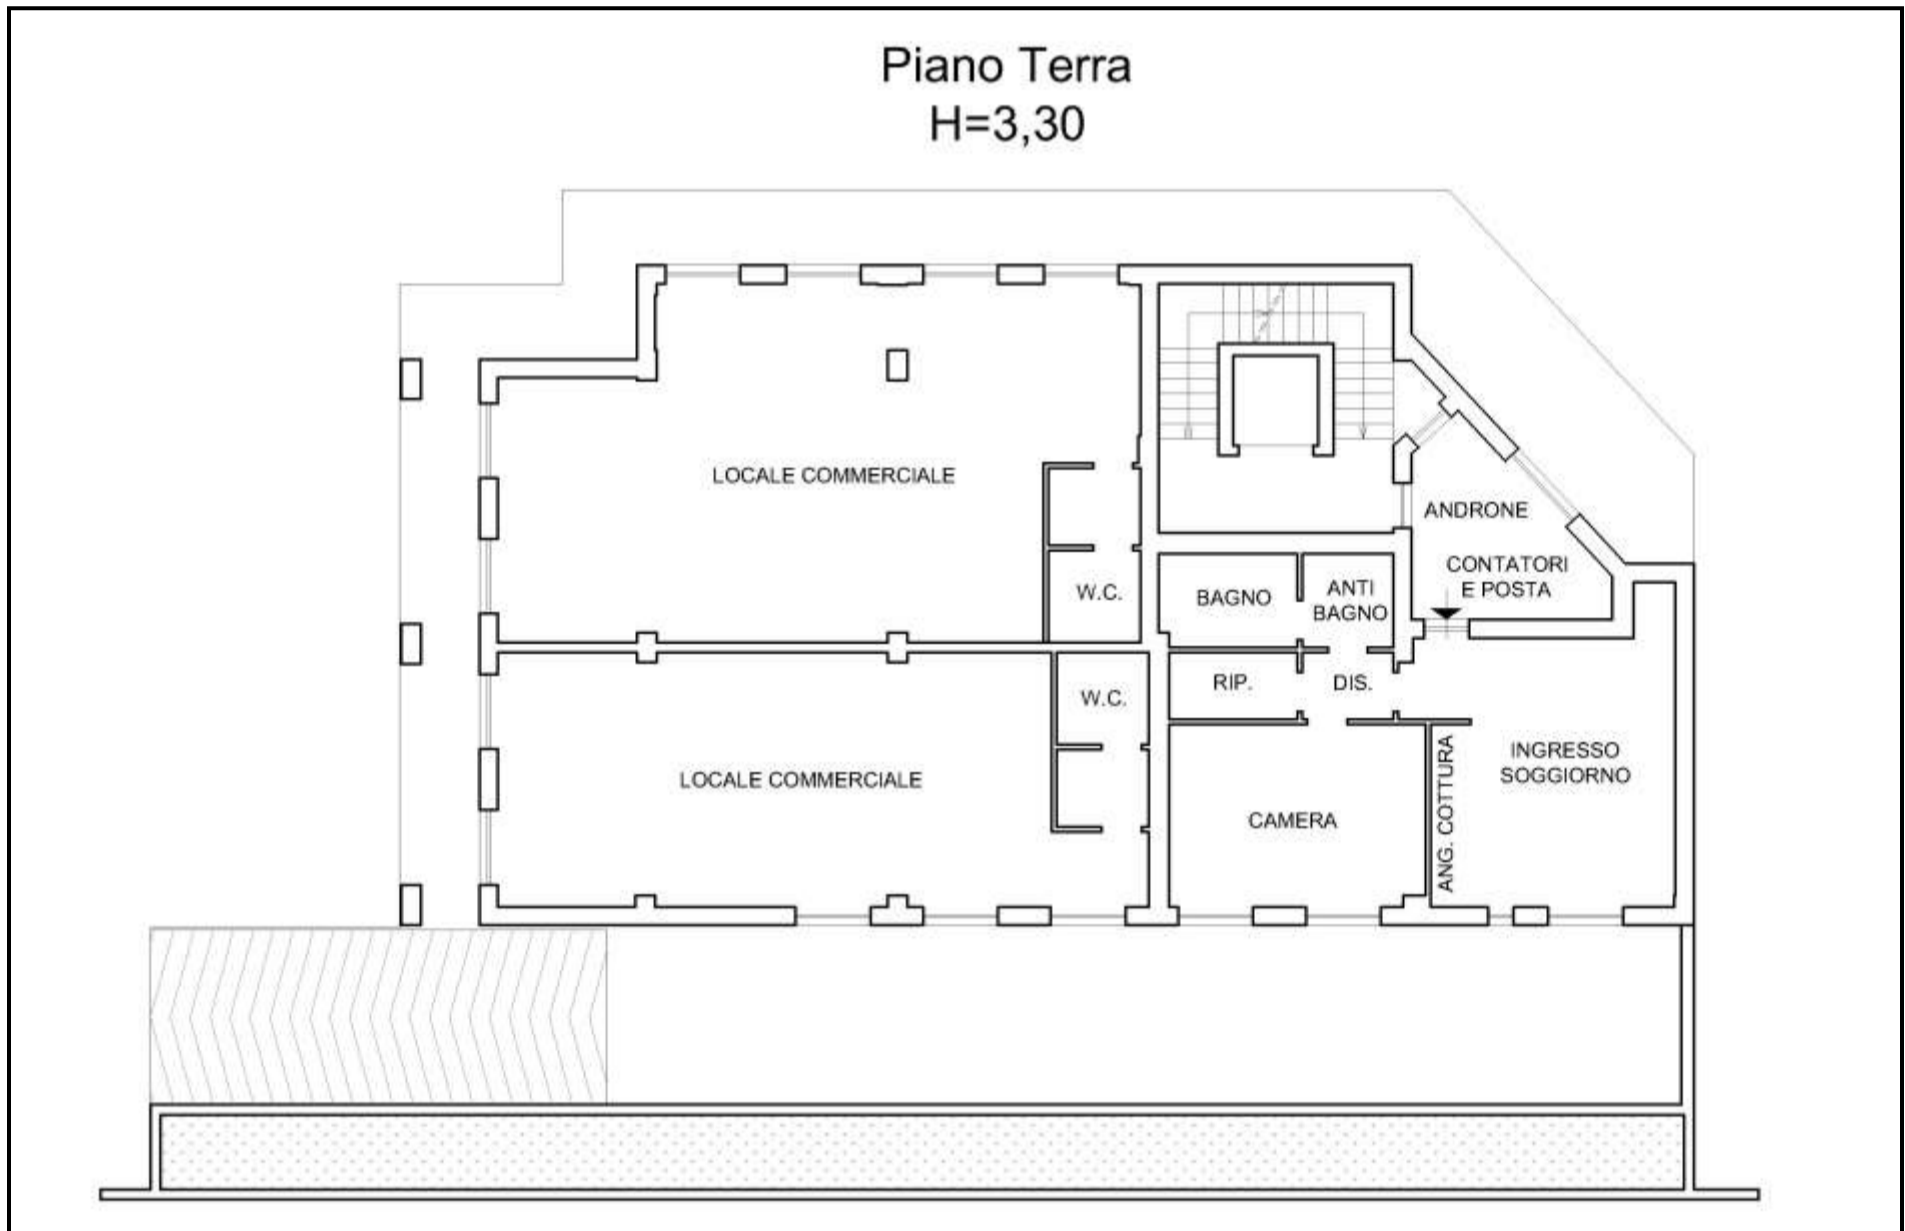 Piano Terra
H=3,30
LOCALE COMMERCIALE
ANDRONE
CONTATORI
E POSTA
W.C.
BAGNO
ANTI
BAGNO
RIP.
DIS.
W.C.
LOCALE COMMERCIALE
CAMERA
ANG. COTTURA
INGRESSO
SOGGIORNO